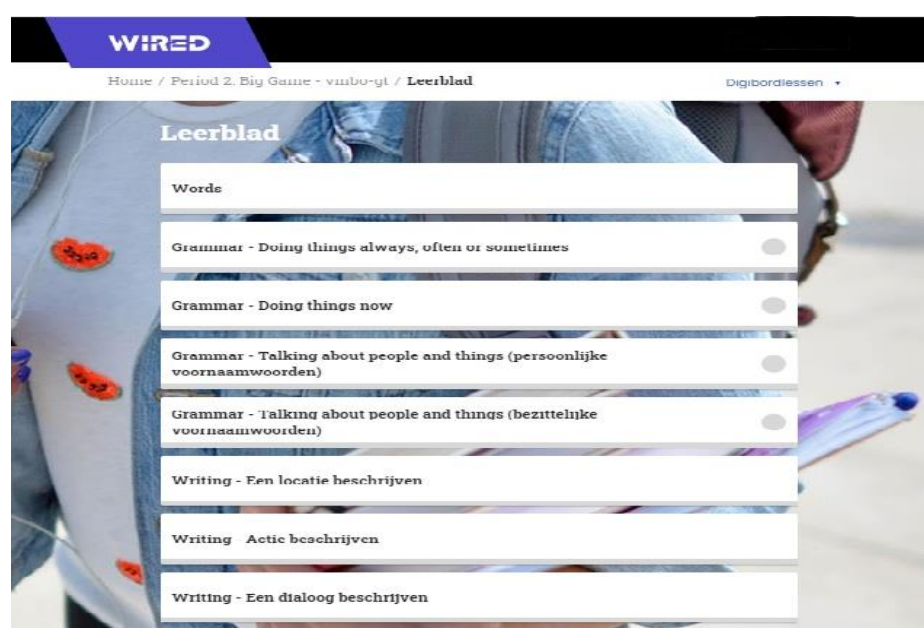 WIRED
Home / Period 2. Big Game - vmbo-gt / Leerblad
Digibordlessen
Leerblad
Words
Grammar - Doing things always, often or sometimes
Grammar - Doing things now
Grammar - Talking about people and things (persoonlijke
voornaamwoorden)
Grammar - Talking about people and things (bezittelijke
voornaamwoorden)
Writing - Een locatie beschrijven
Writing - Actie beschrijven
Writing - Een dialoog beschrijven